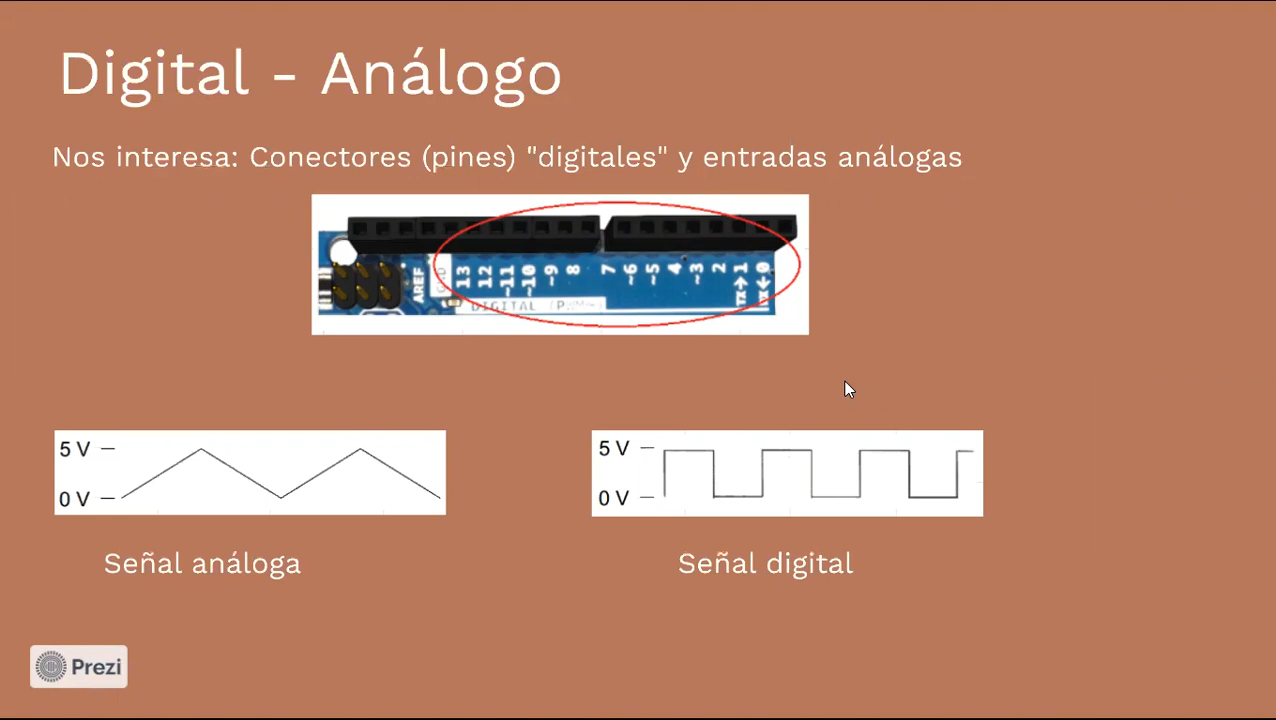 Digital - Análogo
Nos interesa: Conectores (pines) "digitales" y entradas análogas
AREF
13
12
~11
~10
~9
8
7
~6
~5
4
~3
2
TX→1
←0
DIGITAL
5 V
0 V
5 V
0 V
Señal análoga
Señal digital
Prezi